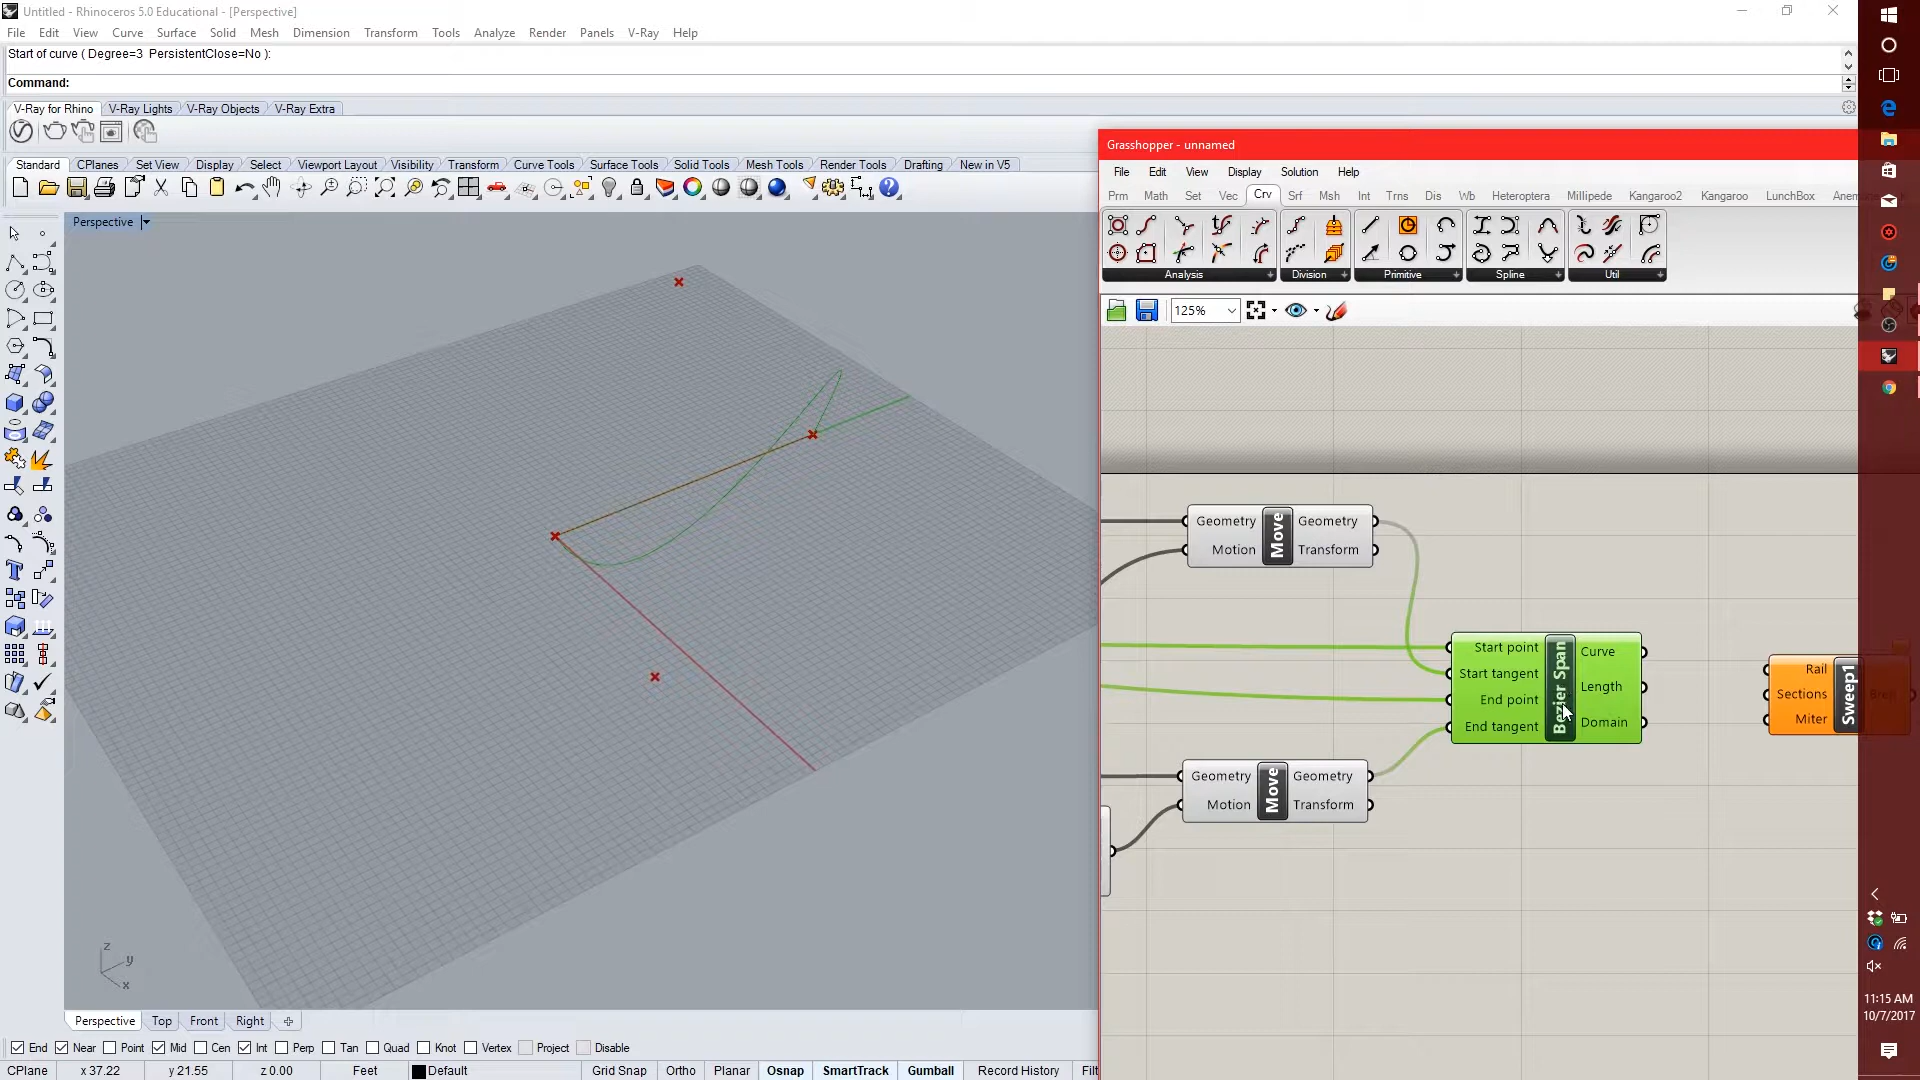 Untitled - Rhinoceros 5.0 Educational - [Perspective]
File Edit View Curve Surface Solid Mesh Dimension Transform Tools Analyze Render Panels V-Ray Help
Start of curve ( Degree=3 PersistentClose=No ):
Command:
V-Ray for Rhino V-Ray Lights V-Ray Objects V-Ray Extra
Standard CPlanes Set View Display Select Viewport Layout Visibility Transform Curve Tools Surface Tools Solid Tools Mesh Tools Render Tools Drafting New in V5
Perspective
Grasshopper - unnamed
File Edit View Display Solution Help
Prm Math Set Vec Crv Srf Msh Int Trns Dis Wb Heteroptera Millipede Kangaroo2 Kangaroo LunchBox Anem
Analysis Division Primitive Spline Util
125%
Geometry Move Geometry
Motion Transform
Start point Bezier Span Curve
Start tangent Length
End point Domain
End tangent
Rail Sweep1 Brep
Sections
Miter
Geometry Move Geometry
Motion Transform
z
y
x
Perspective Top Front Right
End Near Point Mid Cen Int Perp Tan Quad Knot Vertex Project Disable
CPlane x 37.22 y 21.55 z 0.00 Feet Default Grid Snap Ortho Planar Osnap SmartTrack Gumball Record History Filt
11:15 AM
10/7/2017